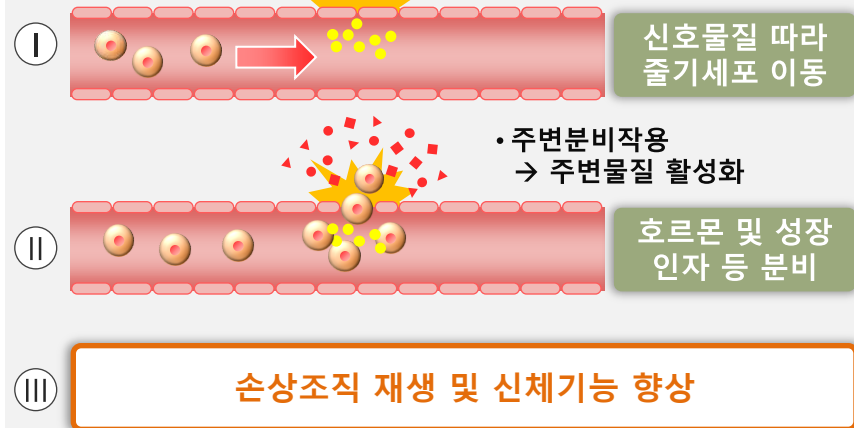 Ⅰ
신호물질 따라
줄기세포 이동
• 주변분비작용
→ 주변물질 활성화
Ⅱ
호르몬 및 성장
인자 등 분비
Ⅲ
손상조직 재생 및 신체기능 향상